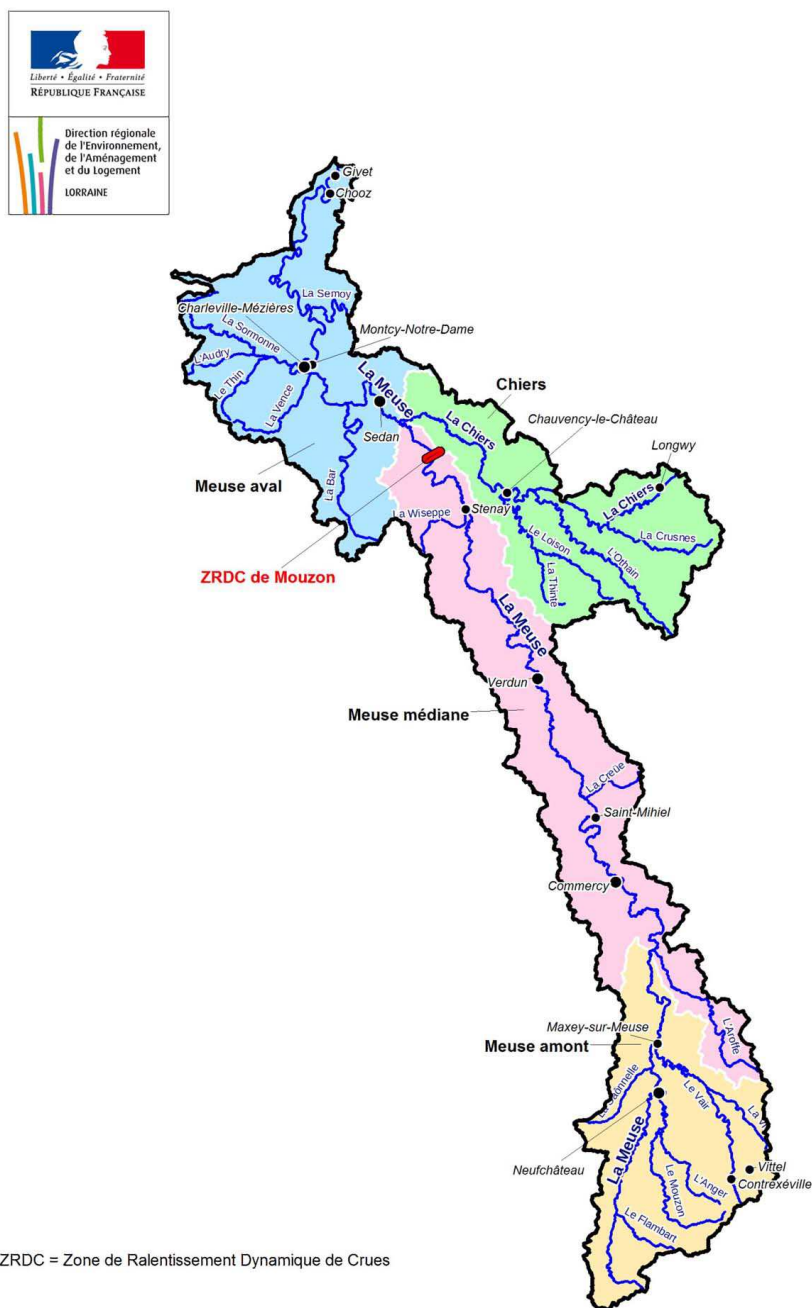 Liberté • Égalité • Fraternité
RÉPUBLIQUE FRANÇAISE
Direction régionale
de l'Environnement,
de l'Aménagement
et du Logement
LORRAINE
Givet
Chooz
La Semoy
Charleville-Mézières
La Sormonne
Montcy-Notre-Dame
L'Audry
Le Thin
La Vence
La Meuse
Chiers
La Chiers
Chauvency-le-Château
Sedan
Longwy
Meuse aval
La Bar
La Chiers
Stenay
La Wiseppe
La Crusnes
Le Loison
L'Othain
La Thinte
ZRDC de Mouzon
La Meuse
Verdun
Meuse médiane
La Creüe
Saint-Mihiel
Commercy
L'Aroffe
Maxey-sur-Meuse
Meuse amont
La Saônnelle
Le Vair
La Meuse
Neufchâteau
Vittel
Contrexéville
L'Anger
Le Mouzon
Le Flambart
ZRDC = Zone de Ralentissement Dynamique de Crues